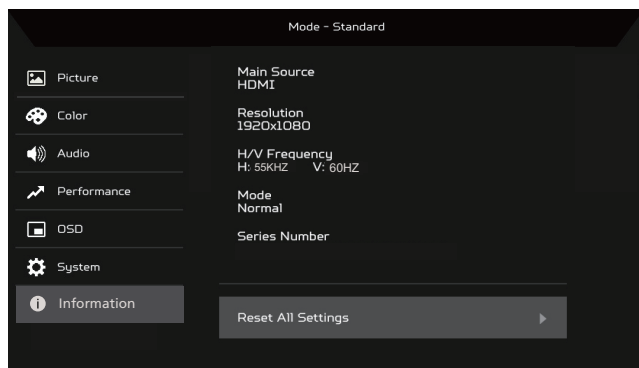 Mode - Standard
Picture
Color
Audio
Performance
OSD
System
Information
Main Source
HDMI
Resolution
1920x1080
H/V Frequency
H: 55KHZ V: 60HZ
Mode
Normal
Series Number
Reset All Settings